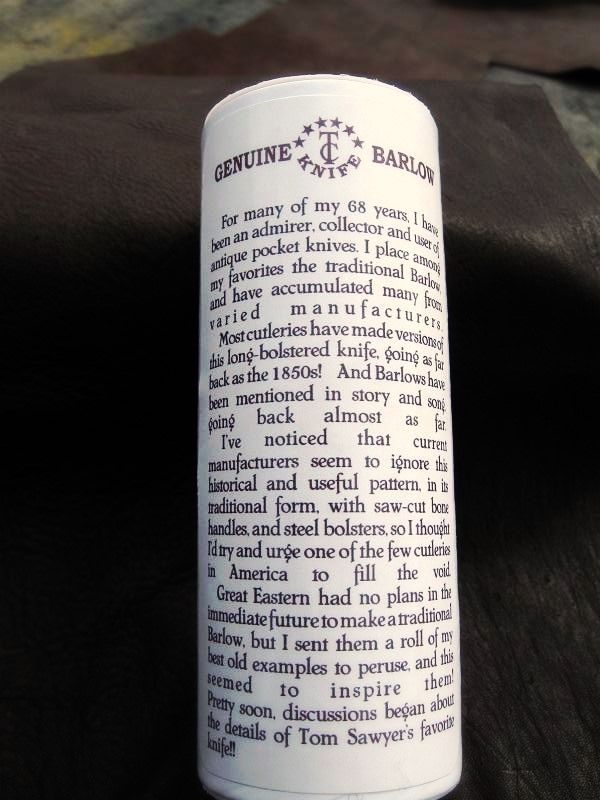 GENUINE TC KNIFE BARLOW
For many of my 68 years, I have
been an admirer, collector and user of
antique pocket knives. I place among
my favorites the traditional Barlow,
and have accumulated many from
varied manufacturers.
Most cutleries have made versions of
this long-bolstered knife, going as far
back as the 1850s! And Barlows have
been mentioned in story and song
going back almost as far.
I've noticed that current
manufacturers seem to ignore this
historical and useful pattern, in its
traditional form, with saw-cut bone
handles, and steel bolsters, so I thought
I'd try and urge one of the few cutleries
in America to fill the void.
Great Eastern had no plans in the
immediate future to make a traditional
Barlow, but I sent them a roll of my
best old examples to peruse, and this
seemed to inspire them!
Pretty soon, discussions began about
the details of Tom Sawyer's favorite
knife!!